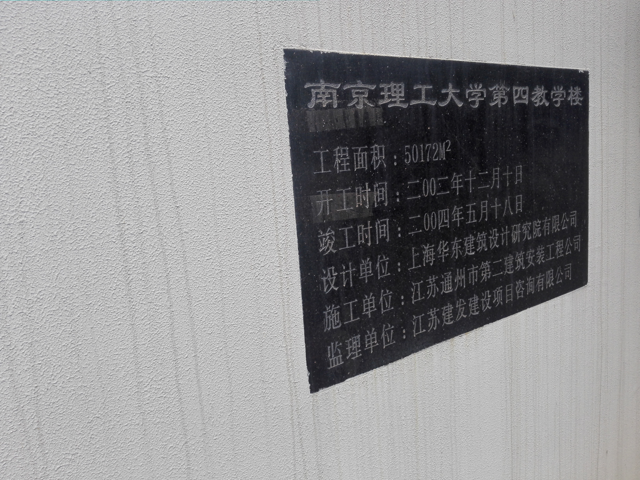 南京理工大学第四教学楼
工程面积：50172M²
开工时间：二00二年十二月十日
竣工时间：二00四年五月十八日
设计单位：上海华东建筑设计研究院有限公司
施工单位：江苏通州市第二建筑安装工程公司
监理单位：江苏建发建设项目咨询有限公司